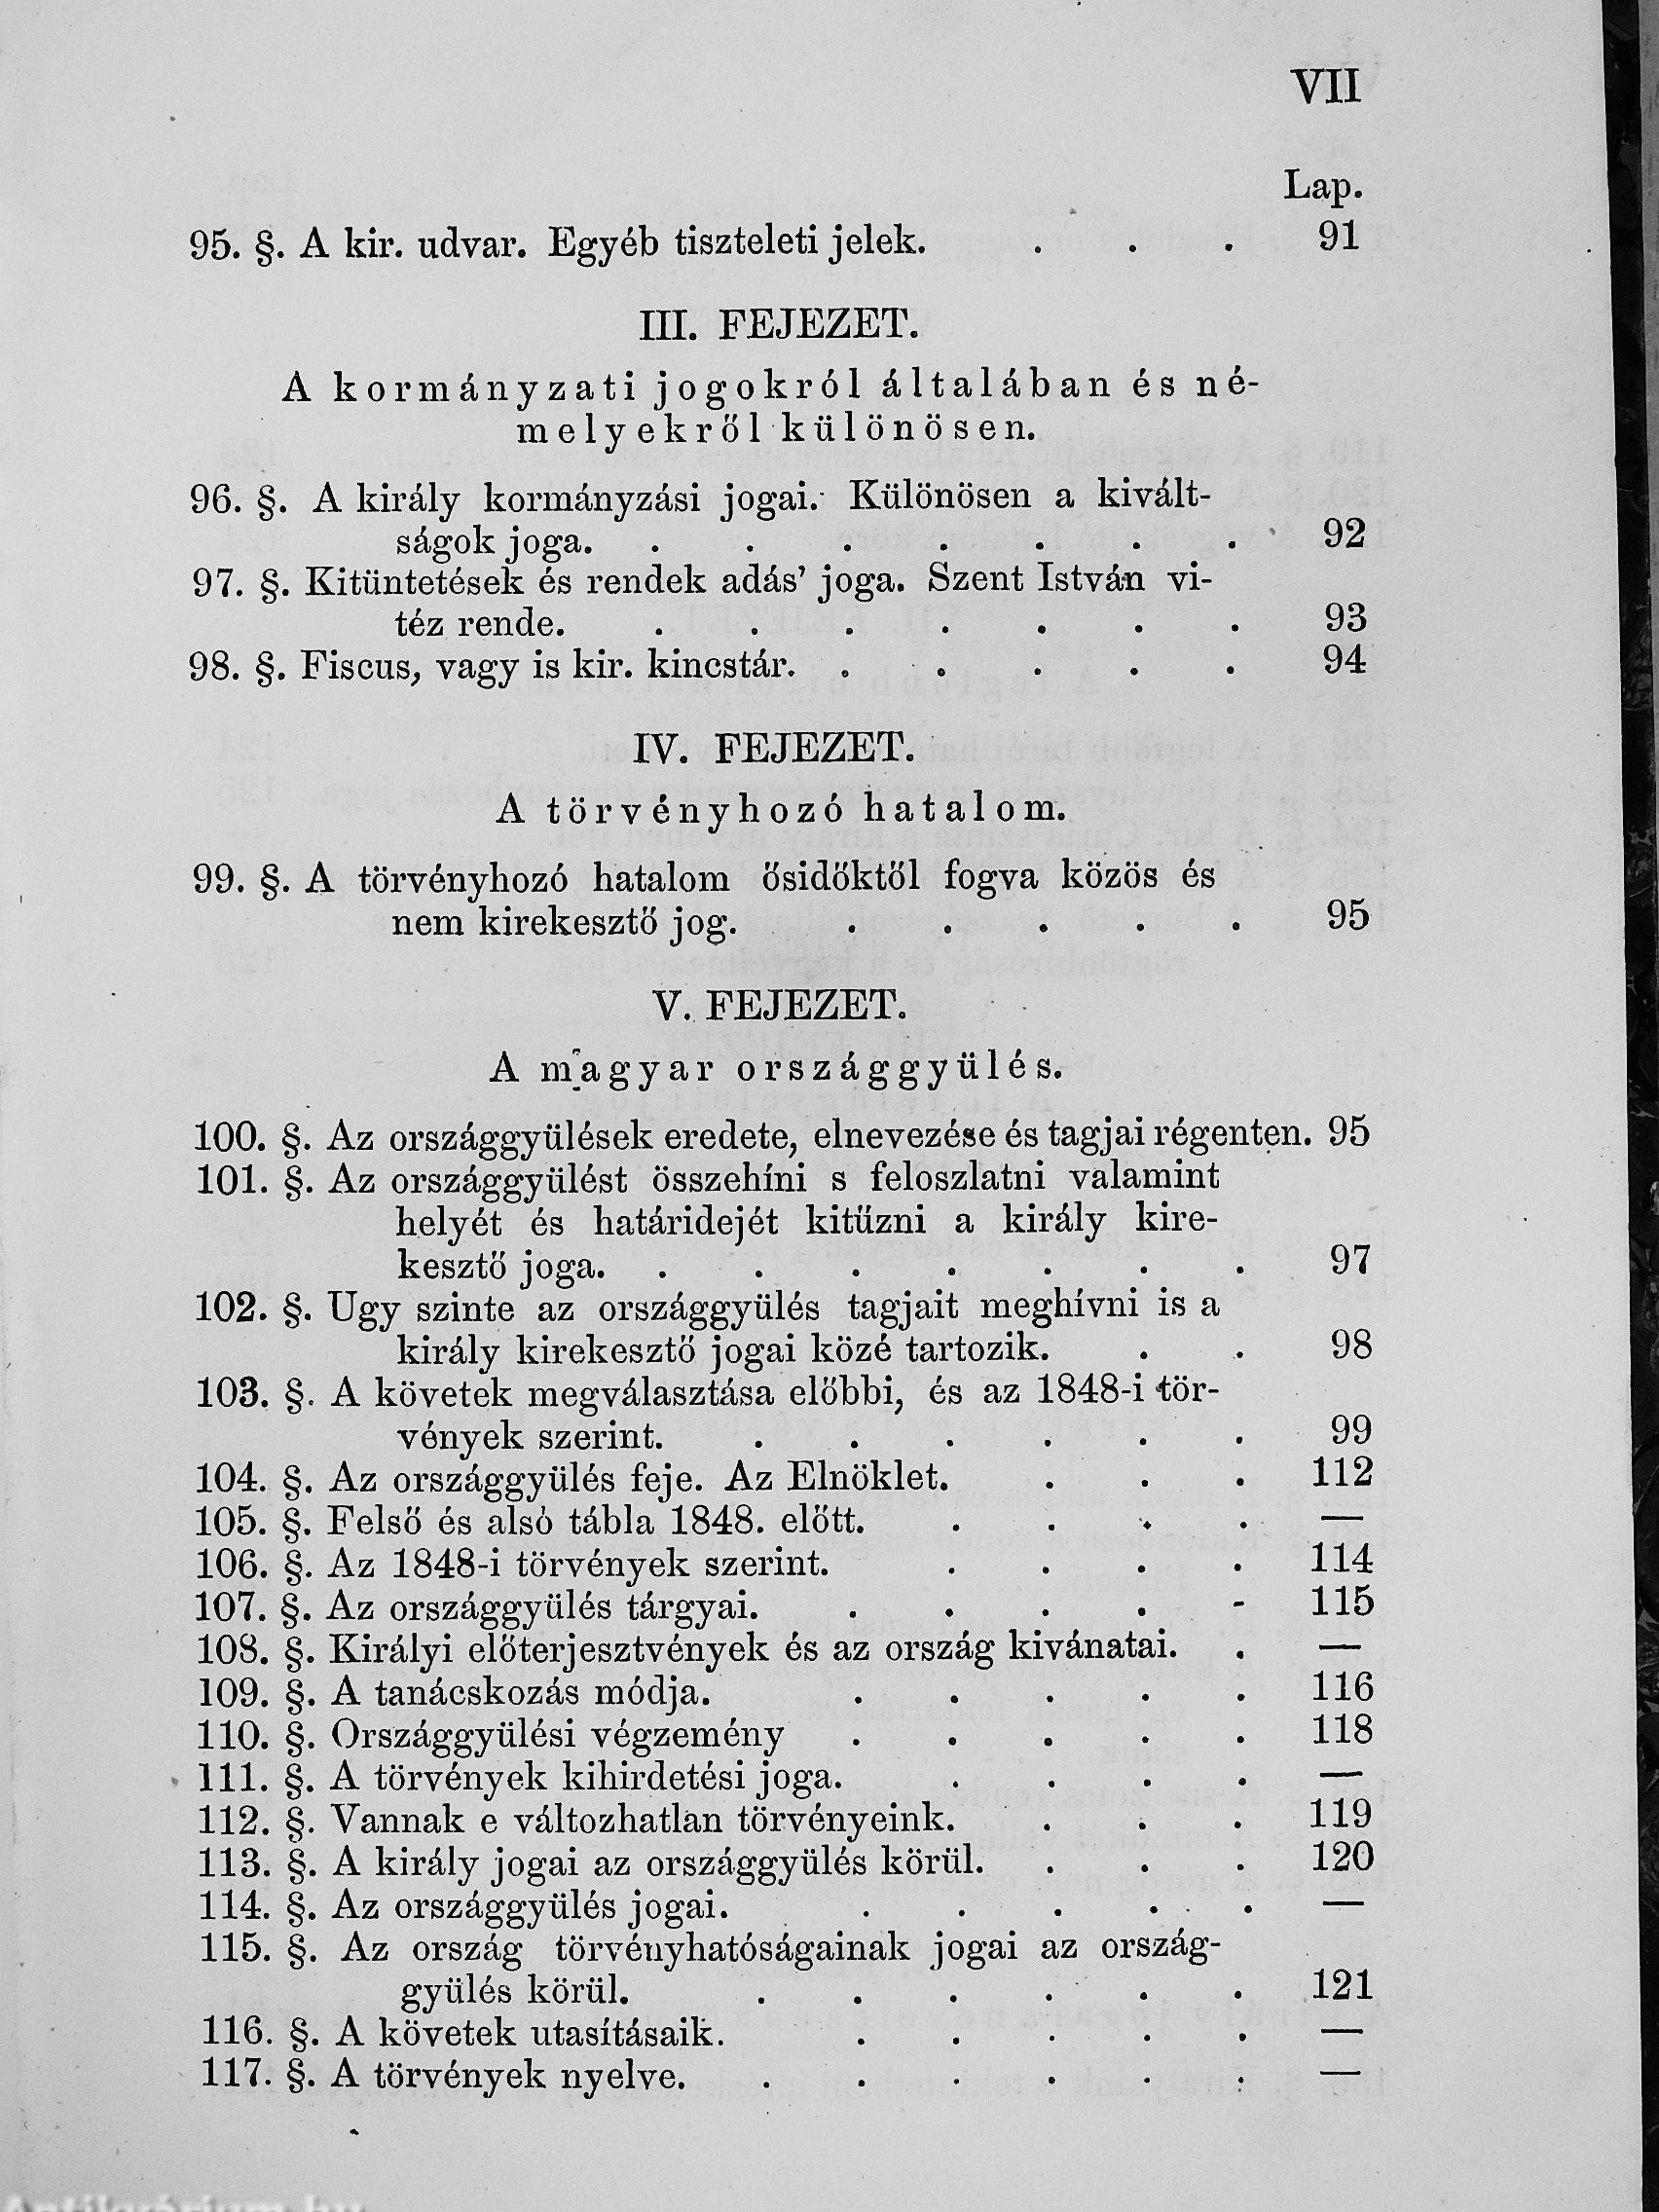 VII
Lap.
95. §. A kir. udvar. Egyéb tiszteleti jelek. . . . 91
III. FEJEZET.
A kormányzati jogokról általában és né-
melyekről különösen.
96. §. A király kormányzási jogai. Különösen a kivált-
ságok joga. . . . . . . . 92
97. §. Kitüntetések és rendek adás’ joga. Szent István vi-
téz rende. . . . . . . . 93
98. §. Fiscus, vagy is kir. kincstár. . . . . . 94
IV. FEJEZET.
A törvényhozó hatalom.
99. §. A törvényhozó hatalom ősidőktől fogva közös és
nem kirekesztő jog. . . . . . 95
V. FEJEZET.
A magyar országgyülés.
100. §. Az országgyülések eredete, elnevezése és tagjai régenten. 95
101. §. Az országgyülést összehíni s feloszlatni valamint
helyét és határidejét kitűzni a király kire-
kesztő joga. . . . . . . . 97
102. §. Ugy szinte az országgyülés tagjait meghívni is a
király kirekesztő jogai közé tartozik. . . 98
103. §. A követek megválasztása előbbi, és az 1848-i tör-
vények szerint. . . . . . . 99
104. §. Az országgyülés feje. Az Elnöklet. . . . 112
105. §. Felső és alsó tábla 1848. előtt. . . . . —
106. §. Az 1848-i törvények szerint. . . . . 114
107. §. Az országgyülés tárgyai. . . . . - 115
108. §. Királyi előterjesztvények és az ország kivánatai. . —
109. §. A tanácskozás módja. . . . . . 116
110. §. Országgyülési végzemény . . . . . 118
111. §. A törvények kihirdetési joga. . . . . —
112. §. Vannak e változhatlan törvényeink. . . . 119
113. §. A király jogai az országgyülés körül. . . . 120
114. §. Az országgyülés jogai. . . . . . —
115. §. Az ország törvényhatóságainak jogai az ország-
gyülés körül. . . . . . . 121
116. §. A követek utasításaik. . . . . . —
117. §. A törvények nyelve. . . . . . . —